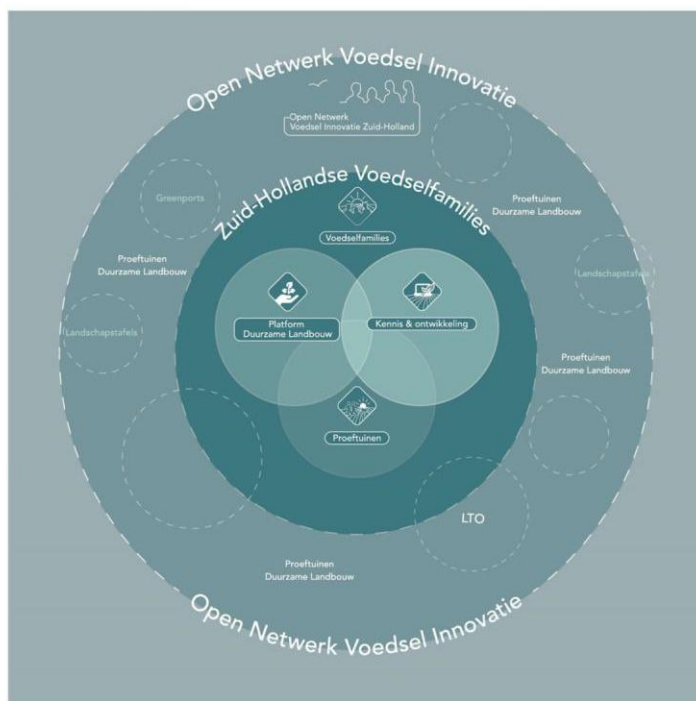 Open Netwerk Voedsel Innovatie
Open Netwerk
Voedsel Innovatie Zuid-Holland
Zuid-Hollandse Voedselfamilies
Voedselfamilies
Greenports
Proeftuinen
Duurzame Landbouw
Proeftuinen
Duurzame Landbouw
Landschapstafels
Landschapstafels
Platform
Duurzame Landbouw
Kennis & ontwikkeling
Proeftuinen
Duurzame Landbouw
Proeftuinen
LTO
Proeftuinen
Duurzame Landbouw
Open Netwerk Voedsel Innovatie